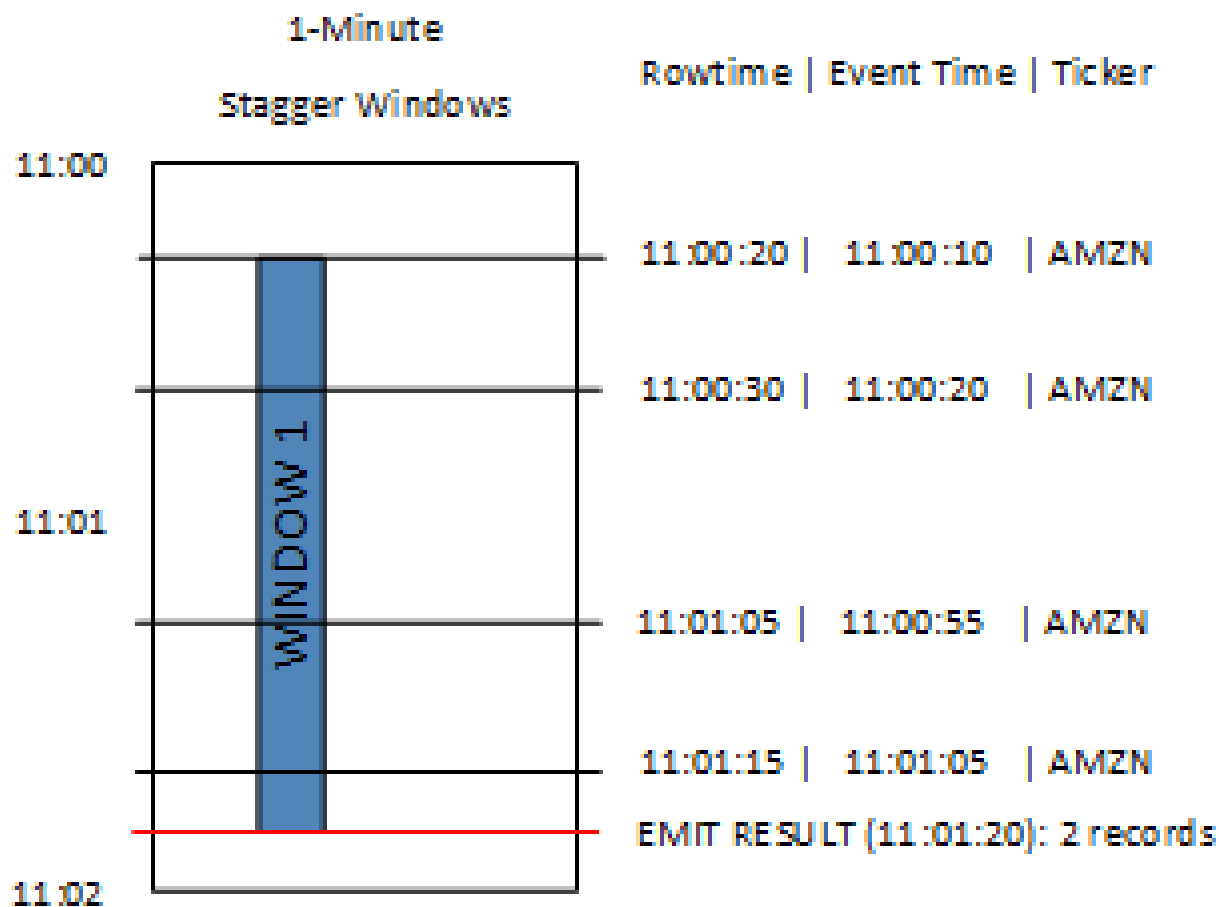 1-Minute
Stagger Windows
Rowtime | Event Time | Ticker
11:00
11:00:20 | 11:00:10 | AMZN
11:00:30 | 11:00:20 | AMZN
WINDOW 1
11:01
11:01:05 | 11:00:55 | AMZN
11:01:15 | 11:01:05 | AMZN
EMIT RESULT (11:01:20): 2 records
11:02